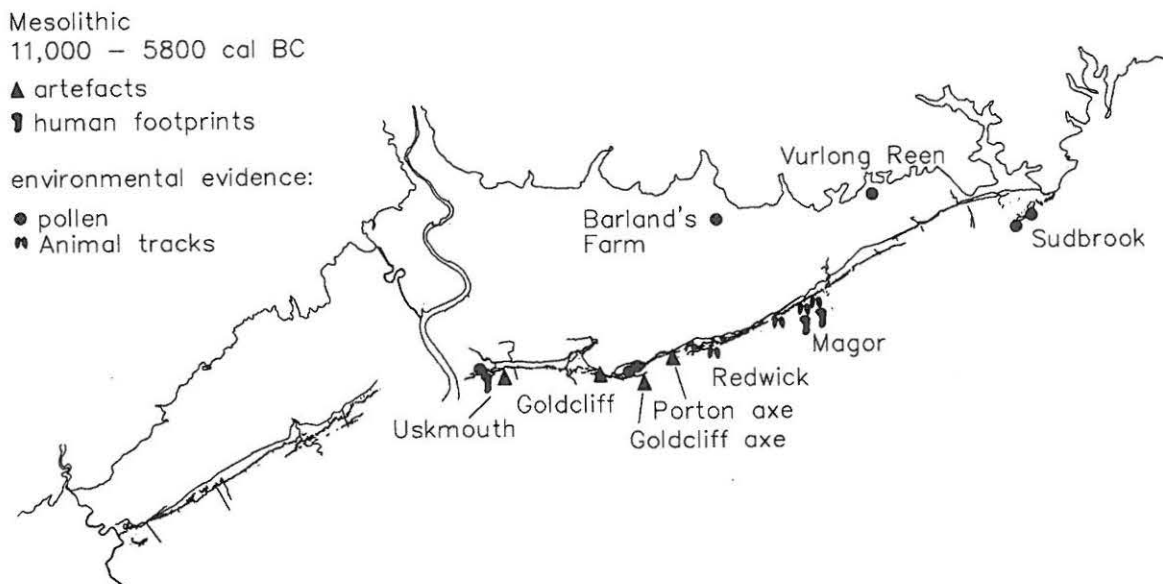 Mesolithic
11,000 – 5800 cal BC
artefacts
human footprints
environmental evidence:
pollen
Animal tracks
Vurlong Reen
Barland's
Farm
Sudbrook
Magor
Redwick
Goldcliff
Porton axe
Uskmouth
Goldcliff axe